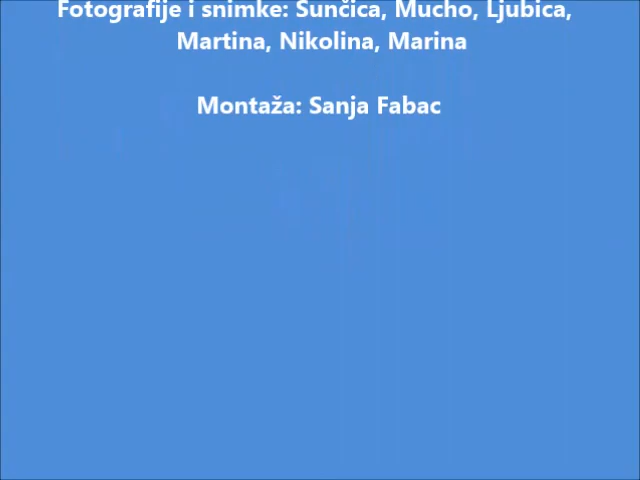 Fotografije i snimke: Sunčica, Mucho, Ljubica,
Martina, Nikolina, Marina
Montaža: Sanja Fabac